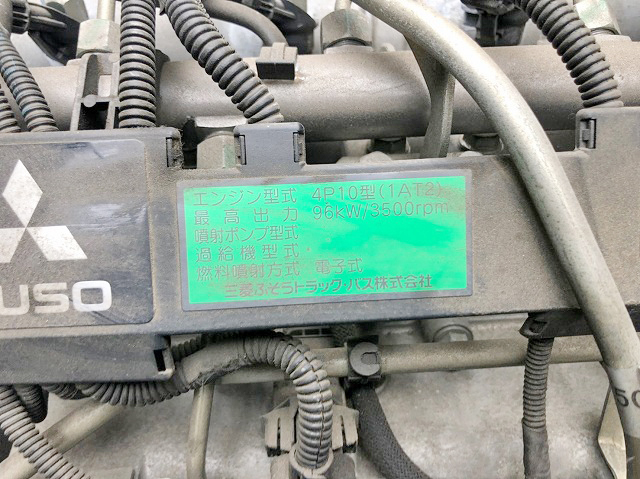 エンジン型式 4P10型(1AT2)
最高出力 96kW/3500rpm
噴射ポンプ型式
過給機型式
燃料噴射方式 電子式
三菱ふそうトラック・バス株式会社
USO